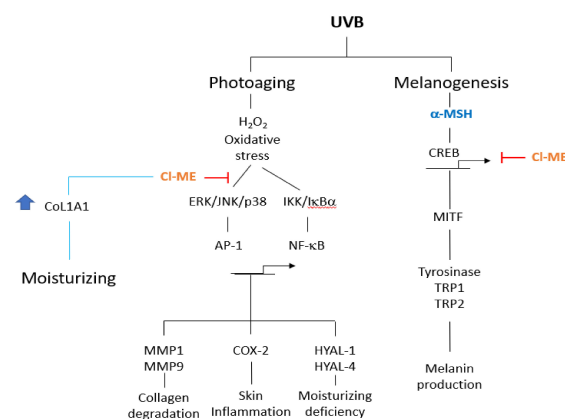 UVB
Photoaging
Melanogenesis
α-MSH
H2O2
Oxidative
stress
CREB
Cl-ME
Cl-ME
CoL1A1
ERK/JNK/p38
IKK/IκBα
MITF
AP-1
NF-κB
Moisturizing
Tyrosinase
TRP1
TRP2
MMP1
MMP9
COX-2
HYAL-1
HYAL-4
Melanin
production
Collagen
degradation
Skin
Inflammation
Moisturizing
deficiency